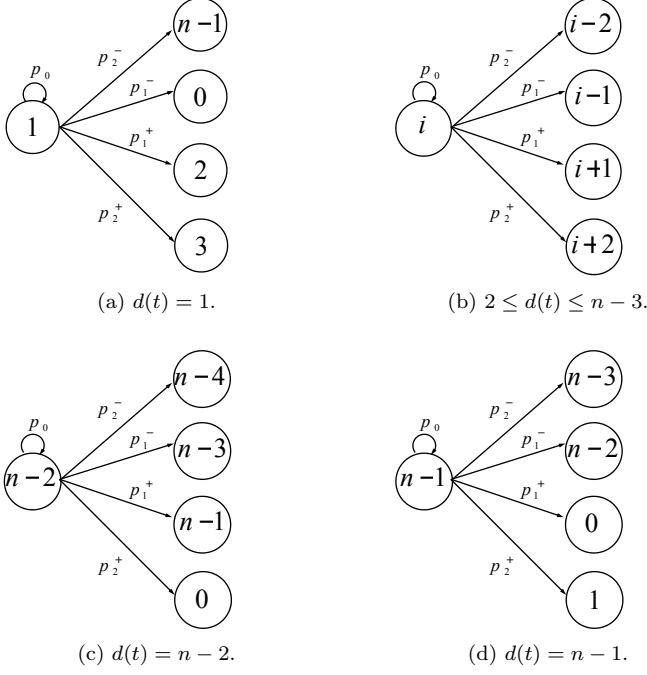 n−1
p₂⁻
p₀
p₁⁻
1
0
p₁⁺
2
p₂⁺
3
(a) d(t) = 1.
i−2
p₂⁻
p₀
p₁⁻
i
i−1
p₁⁺
i+1
p₂⁺
i+2
(b) 2 ≤ d(t) ≤ n − 3.
n−4
p₂⁻
p₀
p₁⁻
n−2
n−3
p₁⁺
n−1
p₂⁺
0
(c) d(t) = n − 2.
n−3
p₂⁻
p₀
p₁⁻
n−1
n−2
p₁⁺
0
p₂⁺
1
(d) d(t) = n − 1.